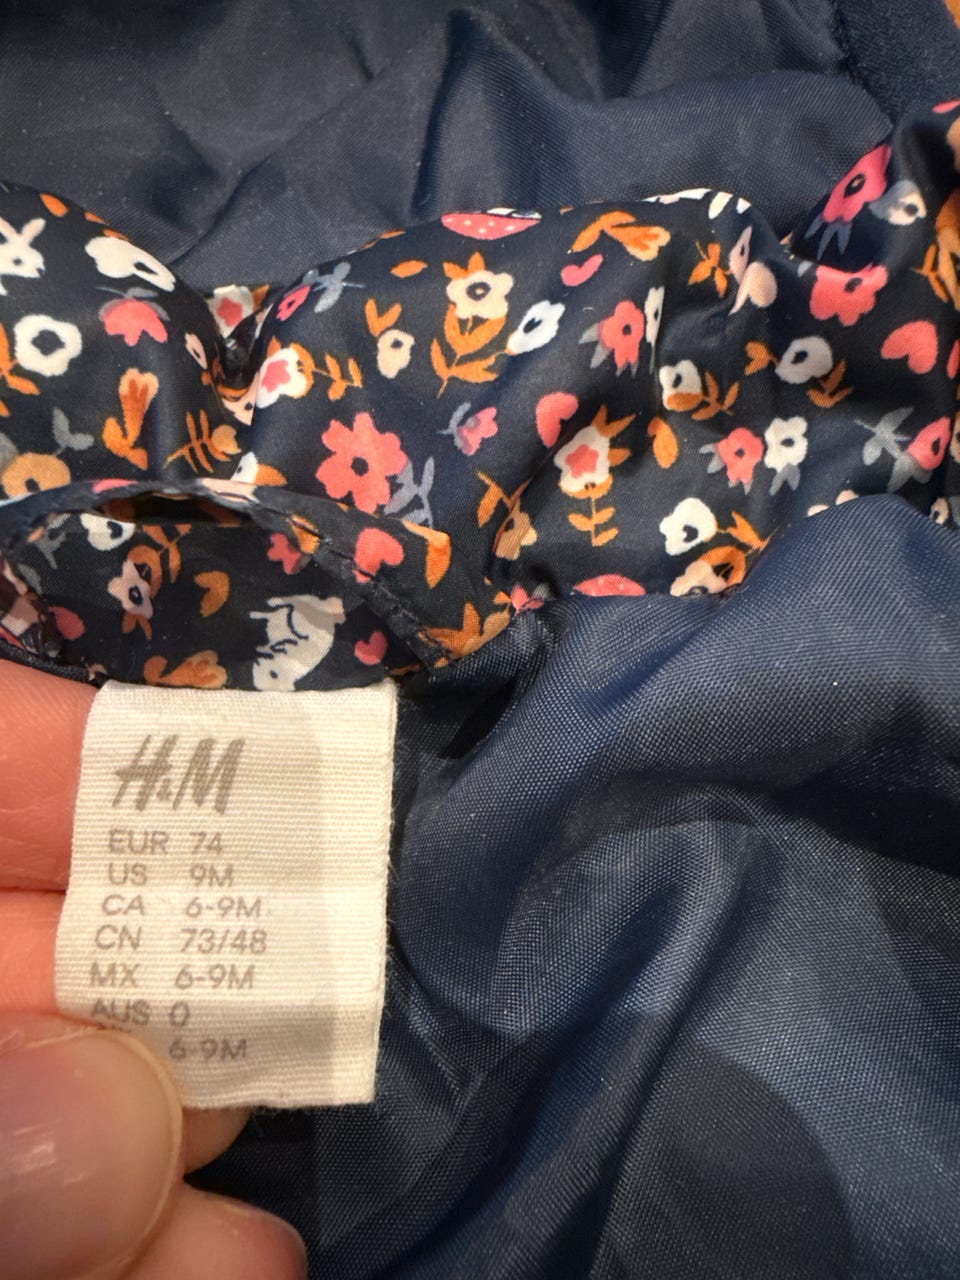 H&M
EUR 74
US 9M
CA 6-9M
CN 73/48
MX 6-9M
AUS 0
6-9M